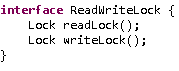 interface ReadWriteLock {
    Lock readLock();
    Lock writeLock();
}